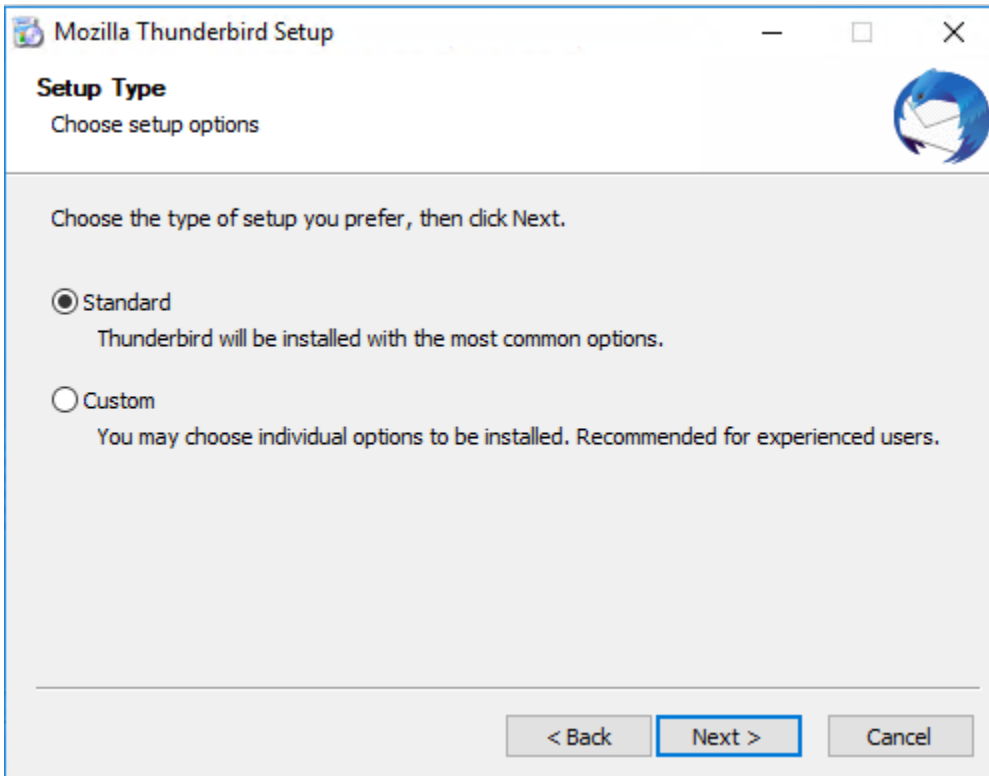 Mozilla Thunderbird Setup
Setup Type
Choose setup options
Choose the type of setup you prefer, then click Next.
Standard
Thunderbird will be installed with the most common options.
Custom
You may choose individual options to be installed. Recommended for experienced users.
< Back Next > Cancel